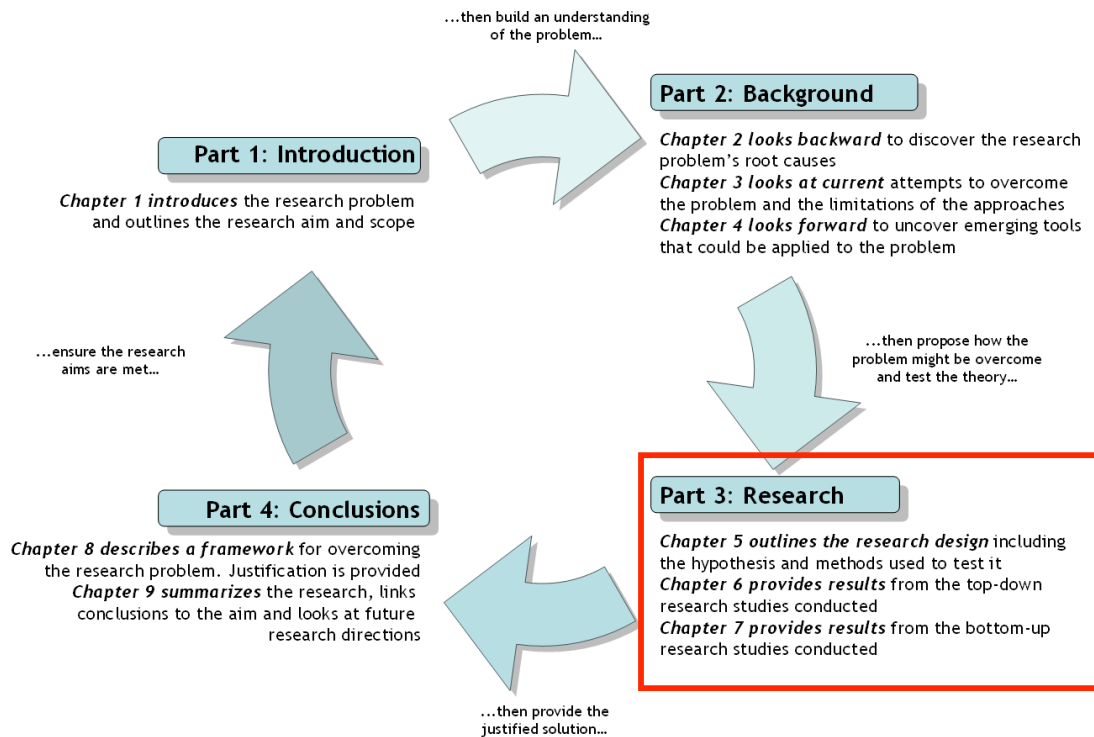 ...then build an understanding
of the problem...
Part 2: Background
Chapter 2 looks backward to discover the research
problem's root causes
Chapter 3 looks at current attempts to overcome
the problem and the limitations of the approaches
Chapter 4 looks forward to uncover emerging tools
that could be applied to the problem
Part 1: Introduction
Chapter 1 introduces the research problem
and outlines the research aim and scope
...then propose how the
problem might be overcome
and test the theory...
...ensure the research
aims are met...
Part 3: Research
Chapter 5 outlines the research design including
the hypothesis and methods used to test it
Chapter 6 provides results from the top-down
research studies conducted
Chapter 7 provides results from the bottom-up
research studies conducted
Part 4: Conclusions
Chapter 8 describes a framework for overcoming
the research problem. Justification is provided
Chapter 9 summarizes the research, links
conclusions to the aim and looks at future
research directions
...then provide the
justified solution...